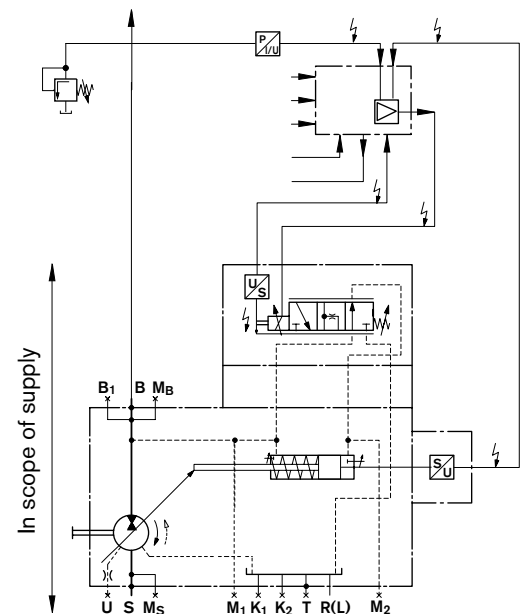 P
I/U
U
S
In scope of supply
B1 B MB
S
U
U S MS M1 K1 K2 T R(L) M2